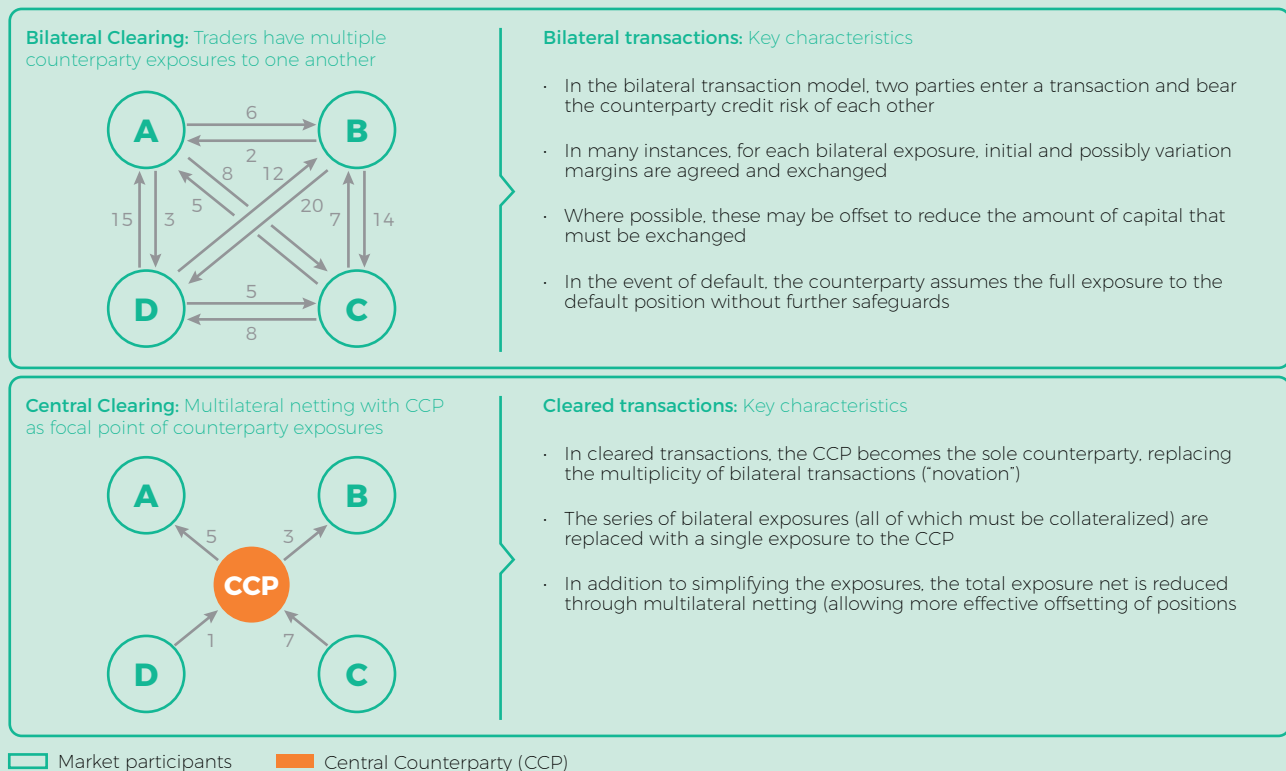 Bilateral Clearing: Traders have multiple
counterparty exposures to one another
A
6
B
2
8
12
5
20
15
3
7
14
D
5
C
8
Bilateral transactions: Key characteristics
· In the bilateral transaction model, two parties enter a transaction and bear
the counterparty credit risk of each other
· In many instances, for each bilateral exposure, initial and possibly variation
margins are agreed and exchanged
· Where possible, these may be offset to reduce the amount of capital that
must be exchanged
· In the event of default, the counterparty assumes the full exposure to the
default position without further safeguards
Central Clearing: Multilateral netting with CCP
as focal point of counterparty exposures
A
B
5
3
CCP
1
7
D
C
Cleared transactions: Key characteristics
· In cleared transactions, the CCP becomes the sole counterparty, replacing
the multiplicity of bilateral transactions (“novation”)
· The series of bilateral exposures (all of which must be collateralized) are
replaced with a single exposure to the CCP
· In addition to simplifying the exposures, the total exposure net is reduced
through multilateral netting (allowing more effective offsetting of positions
Market participants
Central Counterparty (CCP)